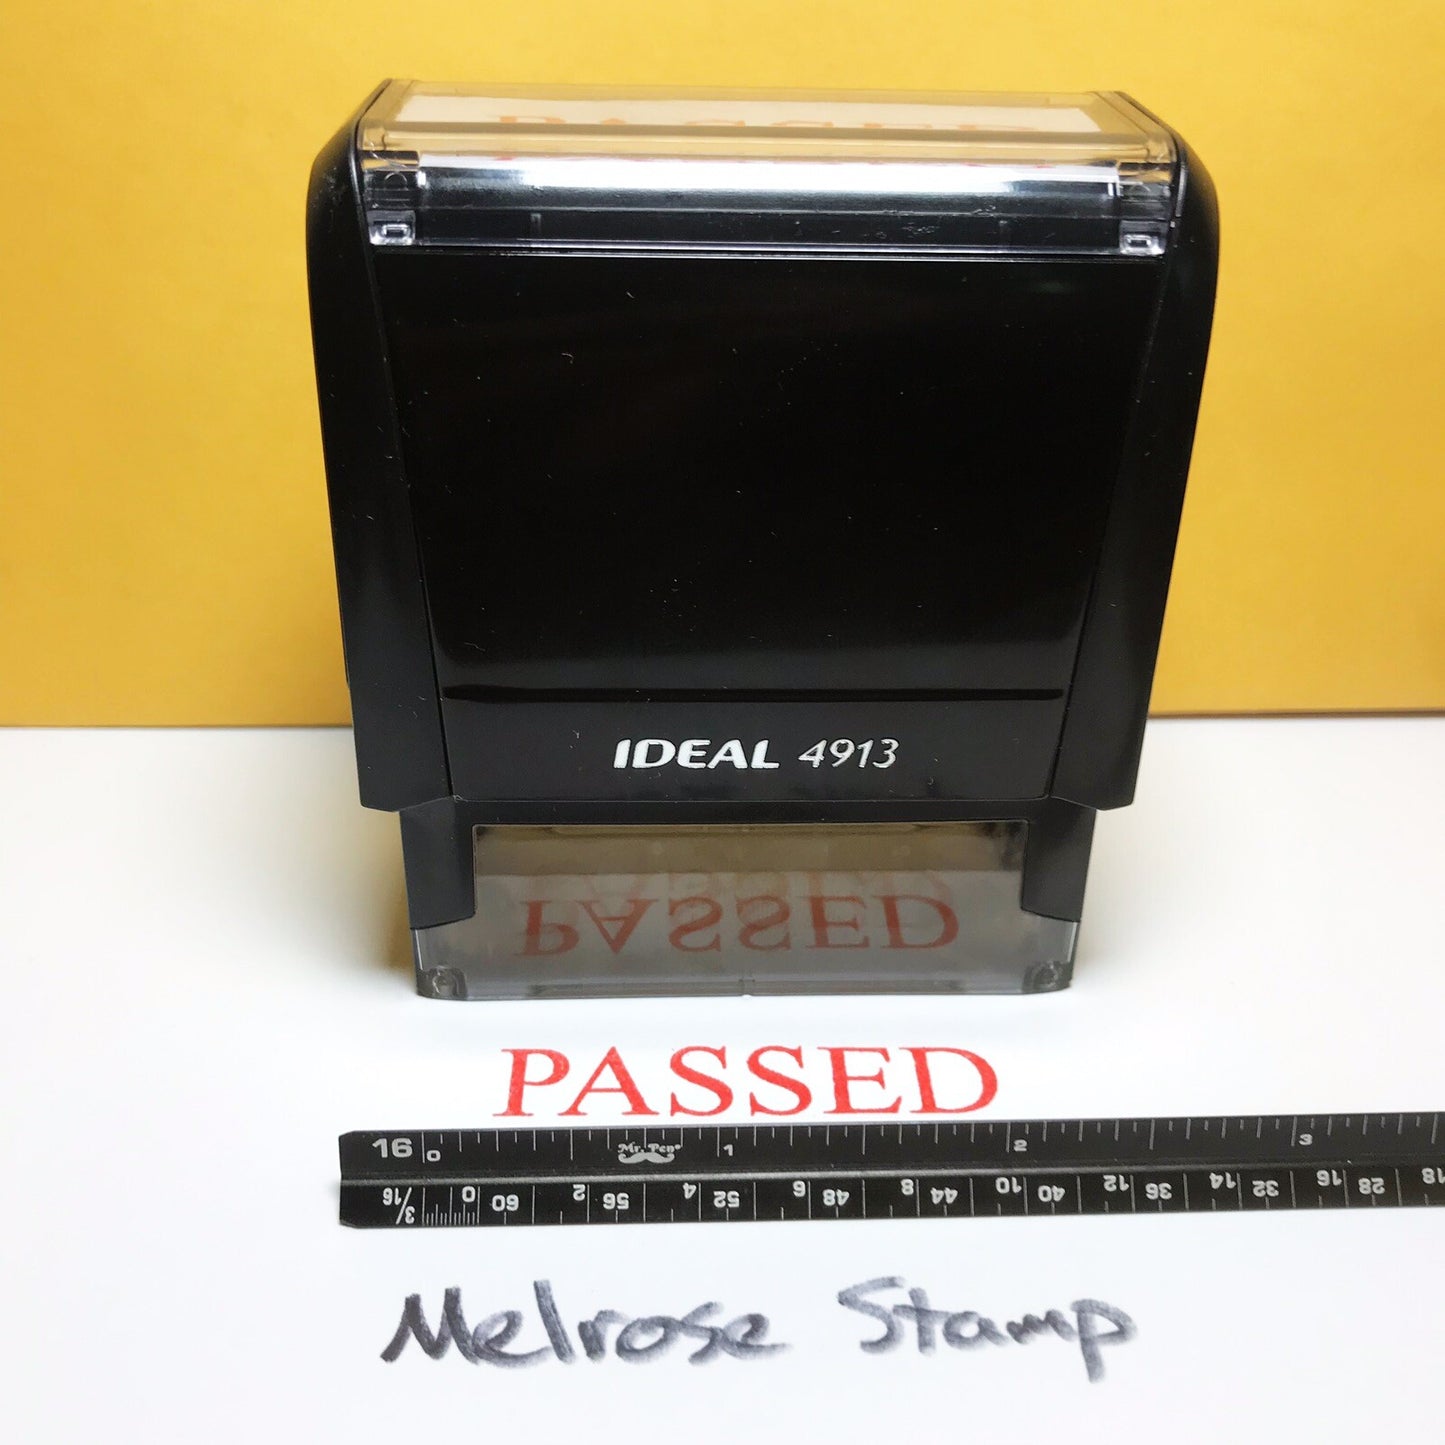 PASSED
IDEAL 4913
PASSED
PASSED
16 0 1 2 3
Mr. Pen®
3/16 0 60 2 56 4 52 6 48 8 44 10 40 12 36 14 32 16 28 18
Melrose Stamp